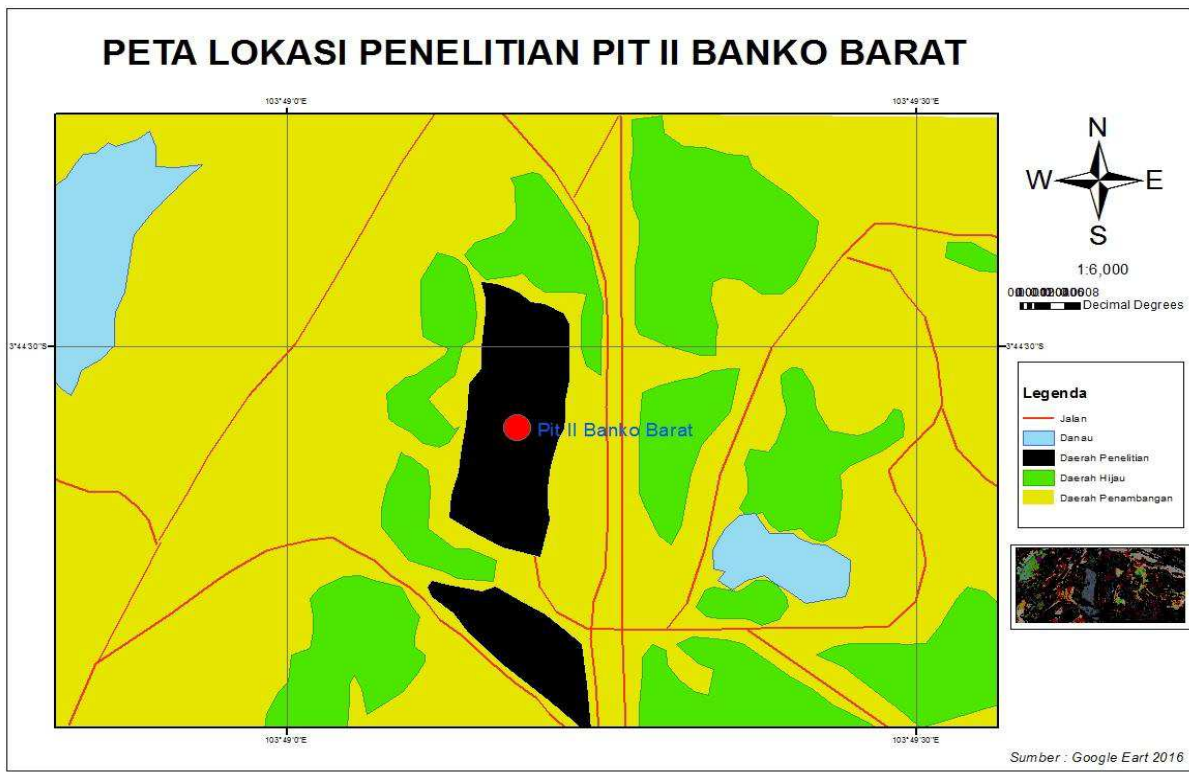 PETA LOKASI PENELITIAN PIT II BANKO BARAT
103°49'0"E
103°49'30"E
N
W E
S
1:6,000
Decimal Degrees
3°44'30"S
3°44'30"S
Legenda
Jalan
Danau
Daerah Penelitian
Daerah Hijau
Daerah Penambangan
Pit II Banko Barat
103°49'0"E
103°49'30"E
Sumber : Google Eart 2016